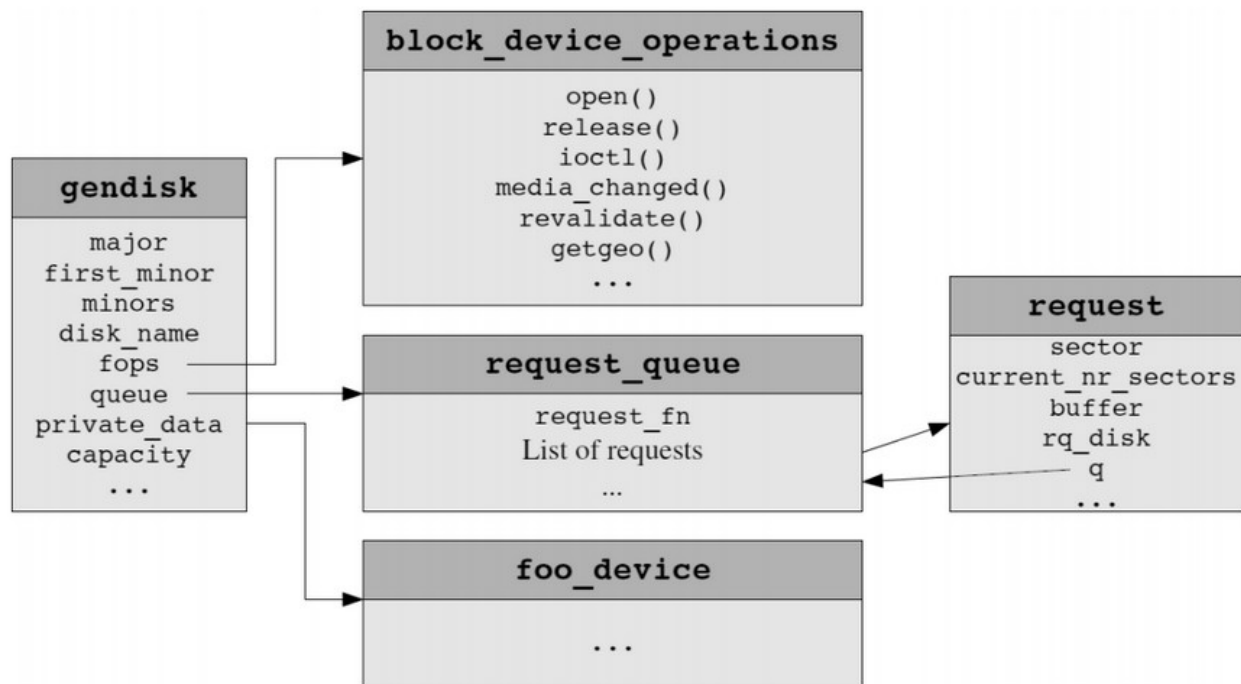 block_device_operations
open()
release()
ioctl()
media_changed()
revalidate()
getgeo()
...
gendisk
major
first_minor
minors
disk_name
fops
queue
private_data
capacity
...
request_queue
request_fn
List of requests
...
request
sector
current_nr_sectors
buffer
rq_disk
q
...
foo_device
...